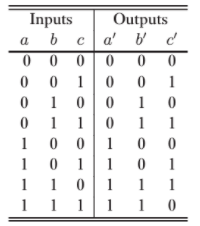 Inputs Outputs
a b c a′ b′ c′
0 0 0 0 0 0
0 0 1 0 0 1
0 1 0 0 1 0
0 1 1 0 1 1
1 0 0 1 0 0
1 0 1 1 0 1
1 1 0 1 1 1
1 1 1 1 1 0